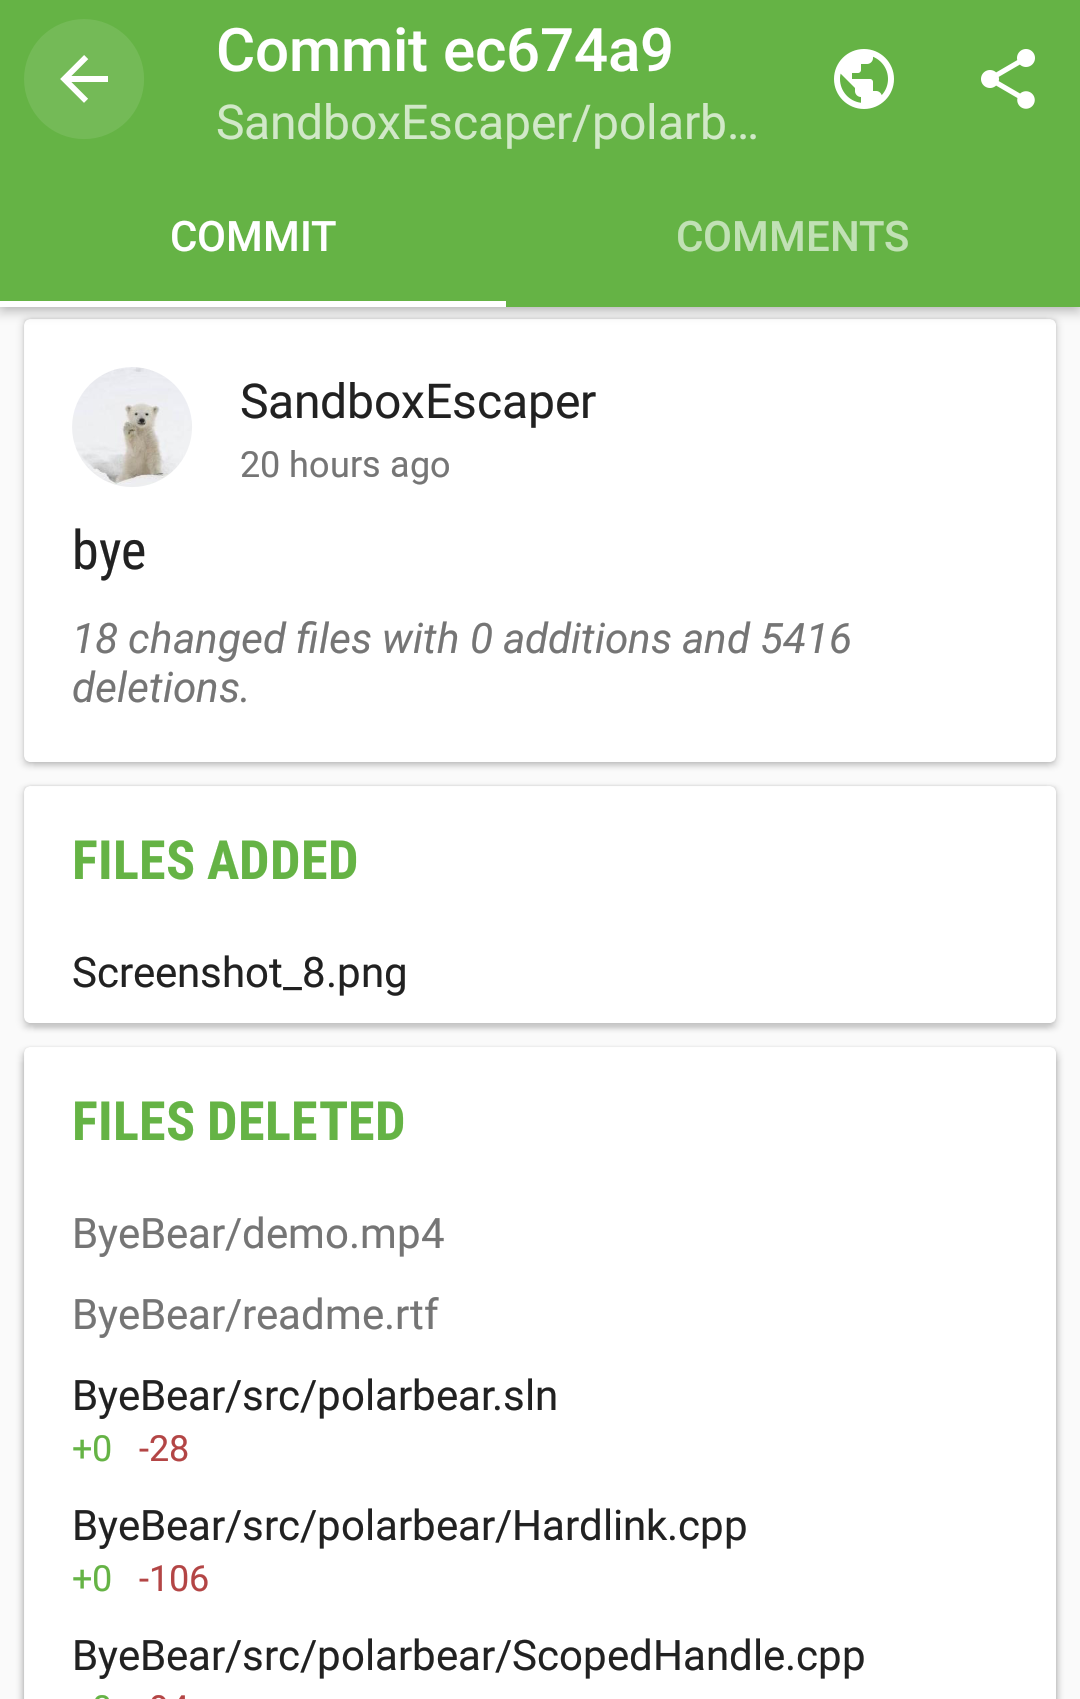 Commit ec674a9
SandboxEscaper/polarb...
COMMIT
COMMENTS
SandboxEscaper
20 hours ago
bye
18 changed files with 0 additions and 5416
deletions.
FILES ADDED
Screenshot_8.png
FILES DELETED
ByeBear/demo.mp4
ByeBear/readme.rtf
ByeBear/src/polarbear.sln
+0 -28
ByeBear/src/polarbear/Hardlink.cpp
+0 -106
ByeBear/src/polarbear/ScopedHandle.cpp